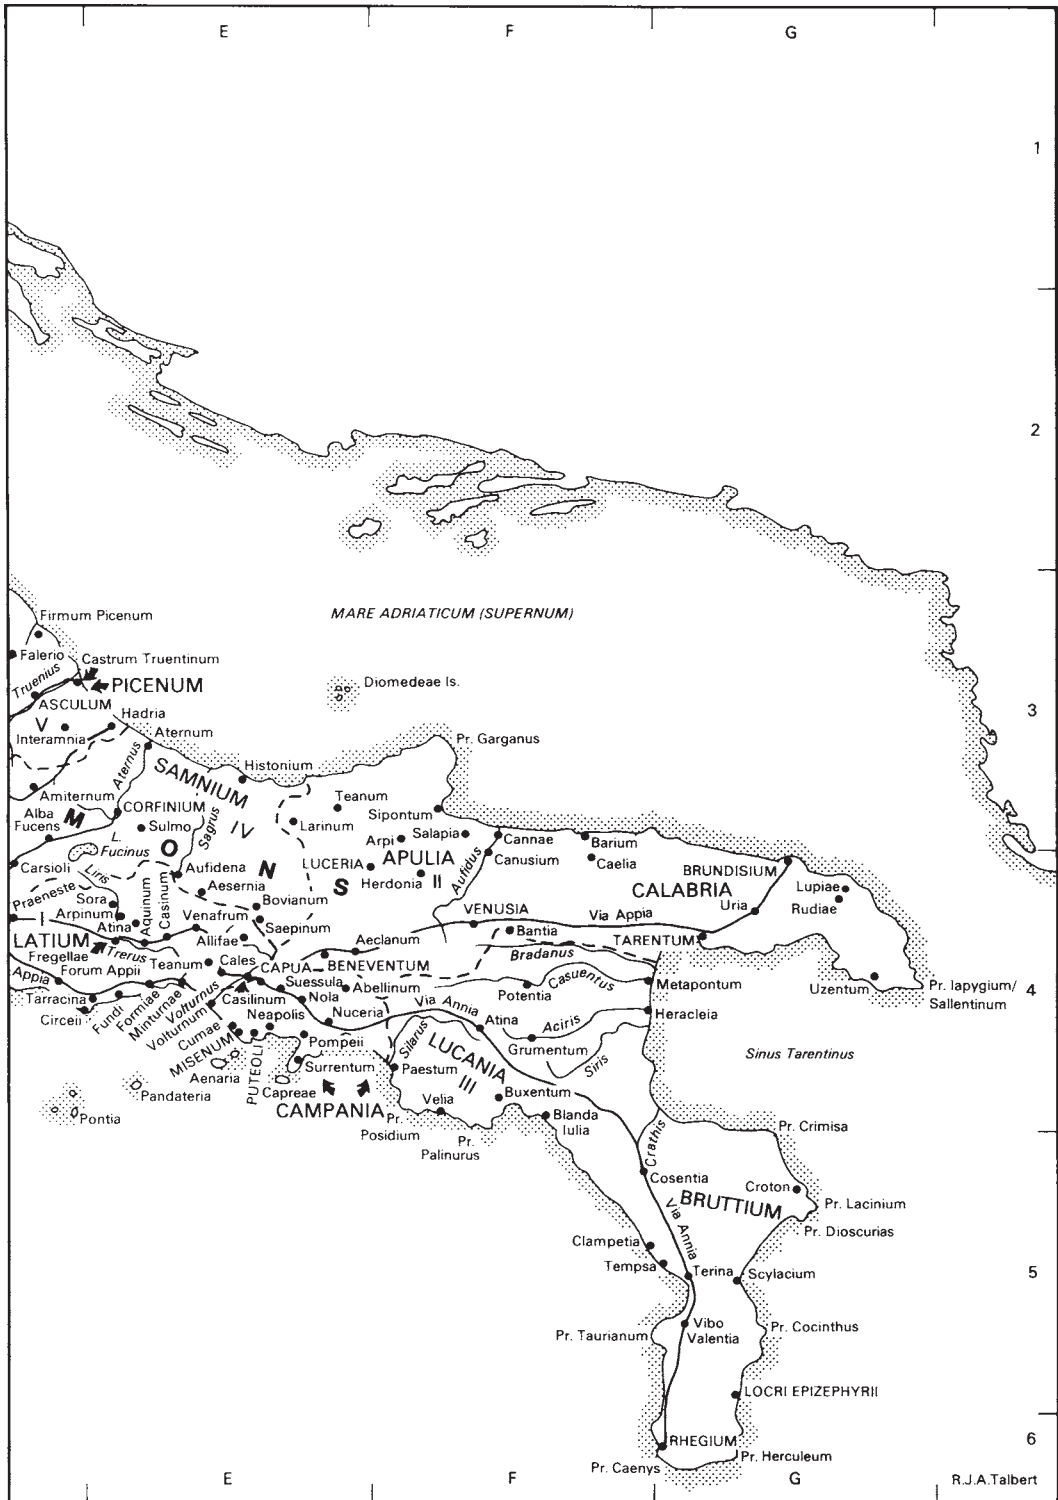 E
F
G
1
2
Firmum Picenum
MARE ADRIATICUM (SUPERNUM)
Falerio
Castrum Truentinum
Truenius
PICENUM
Diomedeae Is.
ASCULUM
Hadria
3
V
Interamnia
Aternum
Pr. Garganus
Aternus
SAMNIUM
Histonium
Amiternum
Teanum
CORFINIUM
Sipontum
Alba
Fucens
M
Sulmo
Sagrus
IV
Larinum
Salapia
Cannae
Barium
L.
Fucinus
O
Arpi
Canusium
Caelia
Carsioli
Liris
Aufidena
N
LUCERIA
APULIA
II
Aufidus
BRUNDISIUM
Praeneste
Aesernia
S
Herdonia
CALABRIA
Lupiae
Sora
Aquinum
Casinum
Bovianum
Uria
Rudiae
I
Arpinum
Venafrum
Saepinum
VENUSIA
Via Appia
Atina
Bantia
LATIUM
Allifae
Aeclanum
TARENTUM
Fregellae
Trerus
Bradanus
Teanum
Cales
CAPUA
BENEVENTUM
Appia
Forum Appii
Suessula
Abellinum
Casuentus
Metapontum
Uzentum
Pr. Iapygium/
Sallentinum
4
Tarracina
Fundi
Formiae
Minturnae
Volturnus
Volturnum
Casilinum
Nola
Potentia
Circeii
Neapolis
Nuceria
Via Annia
Atina
Aciris
Heracleia
Cumae
MISENUM
PUTEOLI
Pompeii
Silarus
LUCANIA
III
Grumentum
Siris
Sinus Tarentinus
Aenaria
Surrentum
Paestum
Pandateria
Capreae
Buxentum
Pontia
CAMPANIA
Velia
Blanda
Iulia
Pr.
Posidium
Pr.
Palinurus
Crathis
Pr. Crimisa
Cosentia
Croton
BRUTTIUM
Pr. Lacinium
Via Annia
Pr. Dioscurias
Clampetia
Tempsa
Terina
Scylacium
5
Pr. Taurianum
Vibo
Valentia
Pr. Cocinthus
LOCRI EPIZEPHYRII
RHEGIUM
6
Pr. Caenys
Pr. Herculeum
E
F
G
R.J.A.Talbert